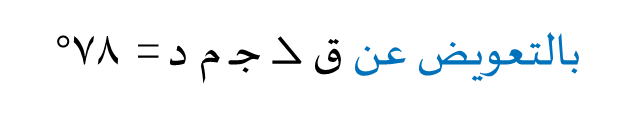 بالتعويض عن ق ∠ جـ م د = ٧٨°